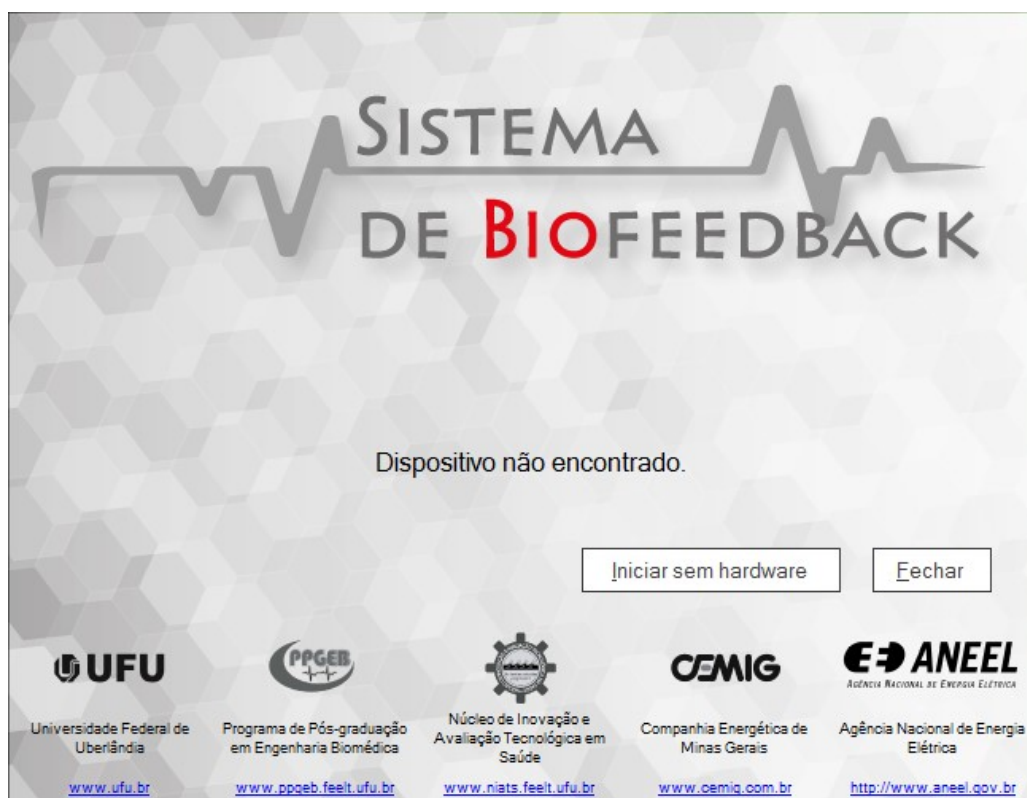 SISTEMA
DE BIOFEEDBACK
Dispositivo não encontrado.
Iniciar sem hardware
Fechar
UFU
PPGEB
CEMIG
ANEEL
AGÊNCIA NACIONAL DE ENERGIA ELÉTRICA
Universidade Federal de
Uberlândia
Programa de Pós-graduação
em Engenharia Biomédica
Núcleo de Inovação e
Avaliação Tecnológica em
Saúde
Companhia Energética de
Minas Gerais
Agência Nacional de Energia
Elétrica
www.ufu.br
www.ppgeb.feelt.ufu.br
www.niats.feelt.ufu.br
www.cemig.com.br
http://www.aneel.gov.br